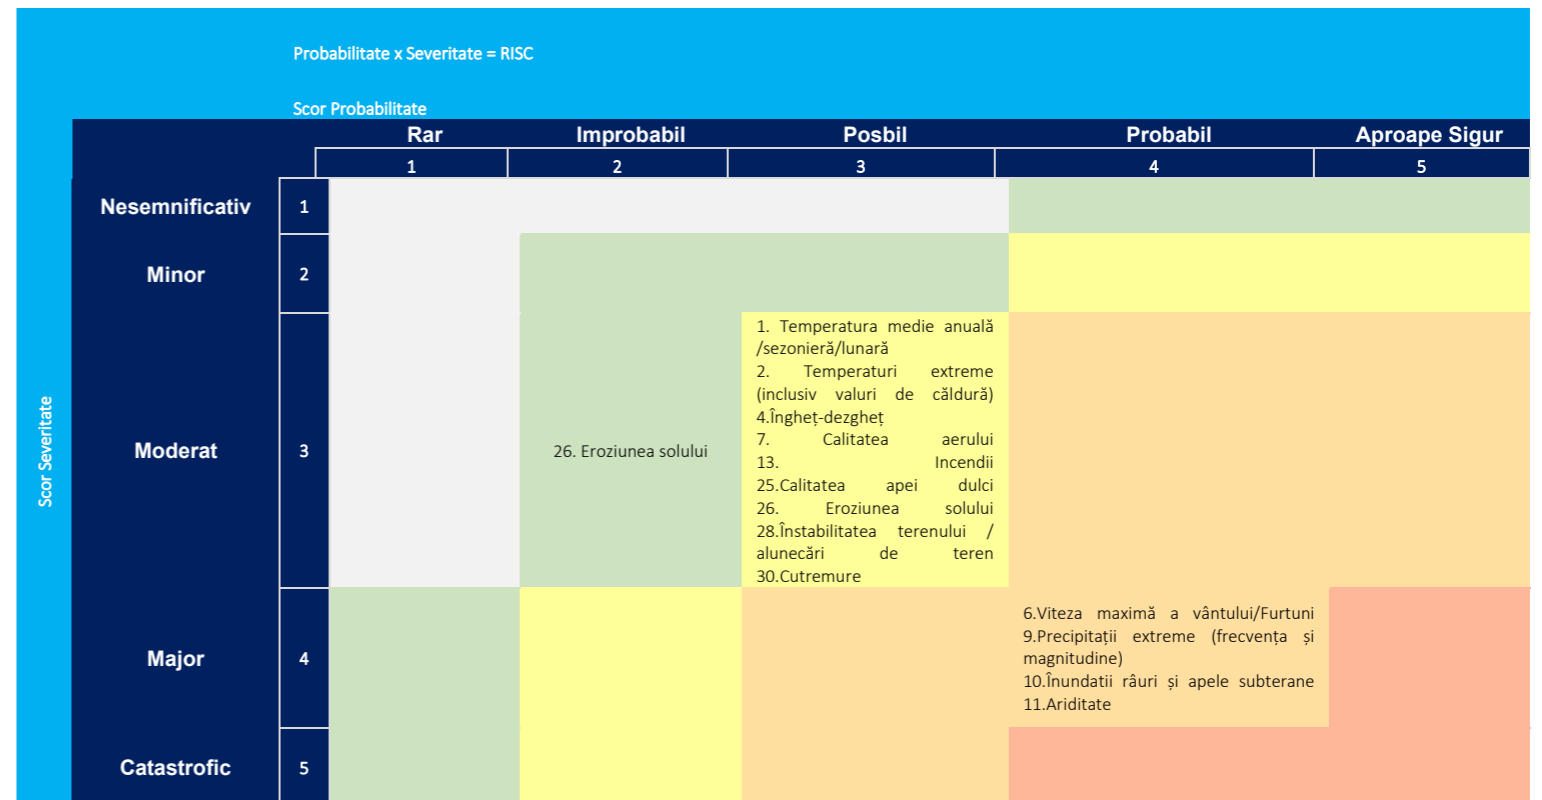 Probabilitate x Severitate = RISC
Scor Probabilitate
Rar Improbabil Posbil Probabil Aproape Sigur
1 2 3 4 5
Scor Severitate
Nesemnificativ 1
Minor 2
Moderat 3
26. Eroziunea solului
1. Temperatura medie anuală
/sezonieră/lunară
2. Temperaturi extreme
(inclusiv valuri de căldură)
4.Îngheț-dezgheț
7. Calitatea aerului
13. Incendii
25.Calitatea apei dulci
26. Eroziunea solului
28.Înstabilitatea terenului /
alunecări de teren
30.Cutremure
Major 4
6.Viteza maximă a vântului/Furtuni
9.Precipitații extreme (frecvența și
magnitudine)
10.Înundatii râuri și apele subterane
11.Ariditate
Catastrofic 5